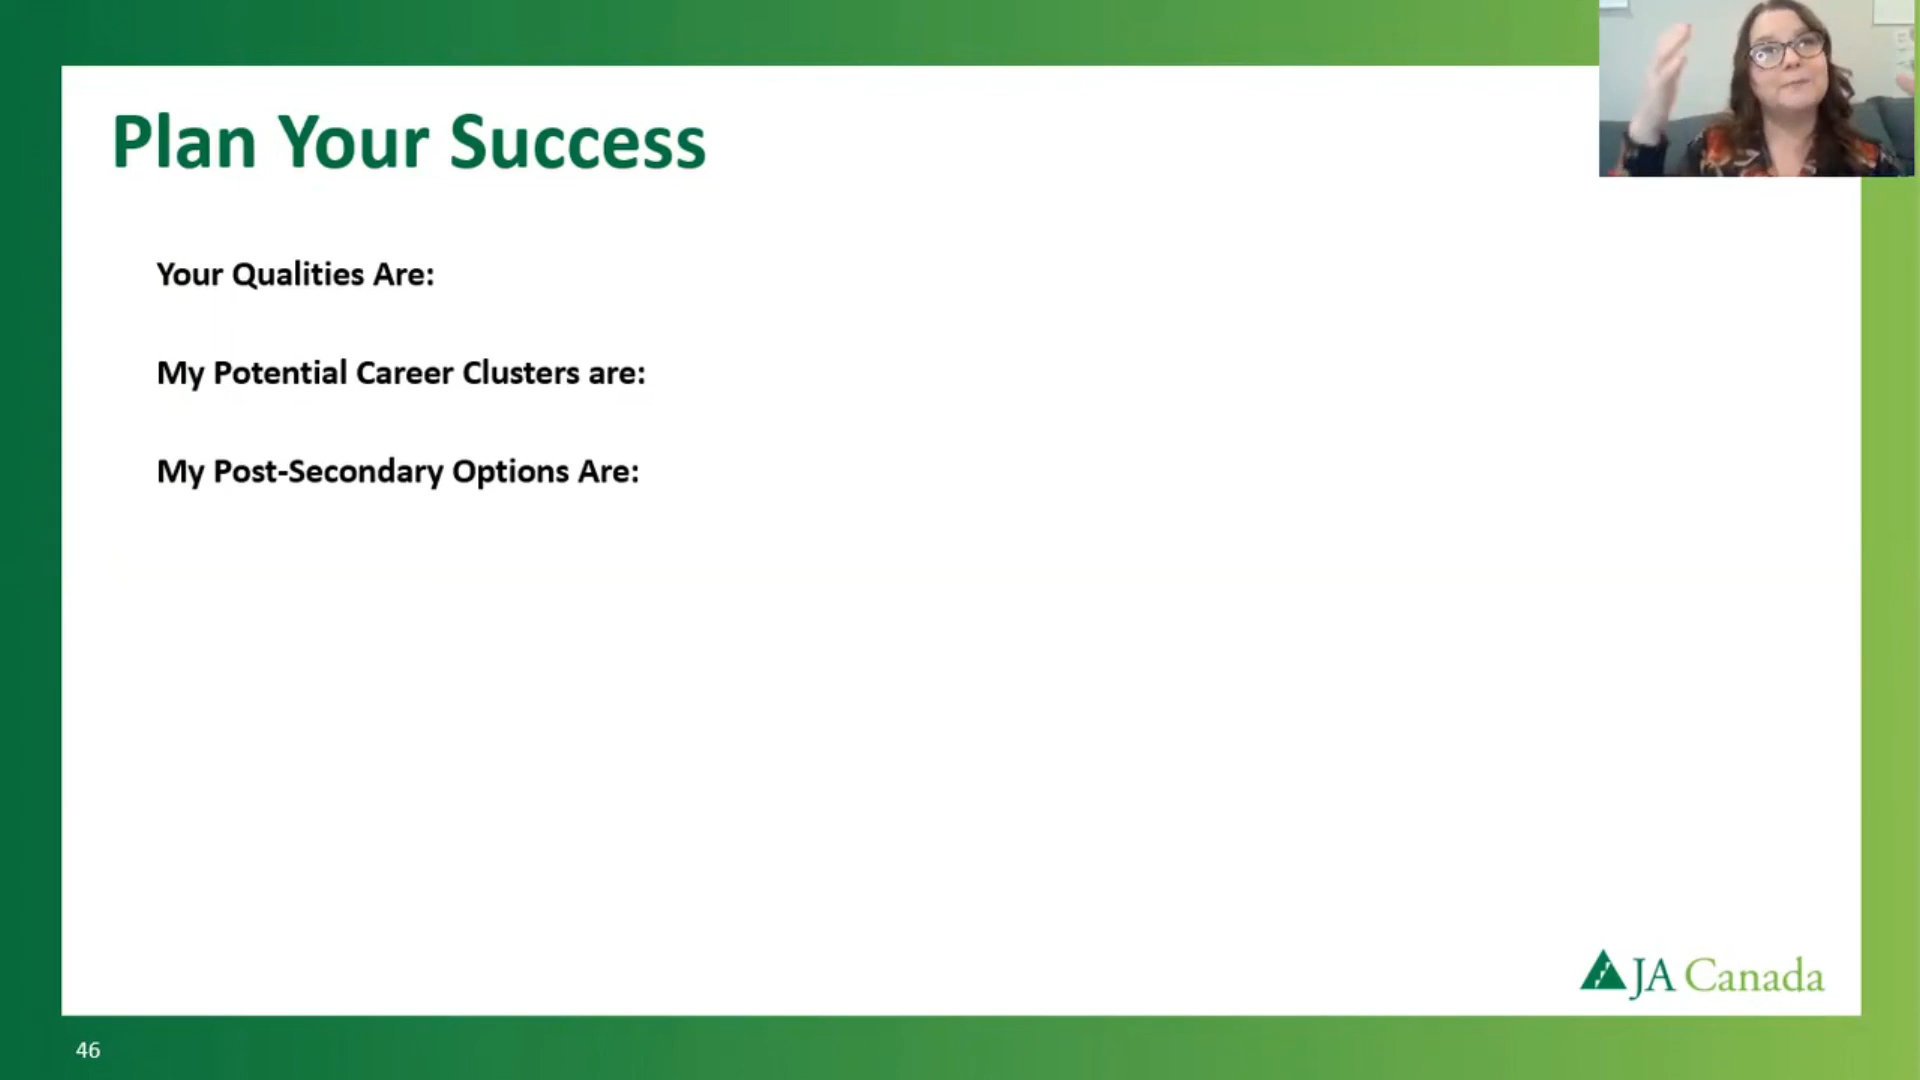 Plan Your Success
Your Qualities Are:
My Potential Career Clusters are:
My Post-Secondary Options Are:
JA Canada
46